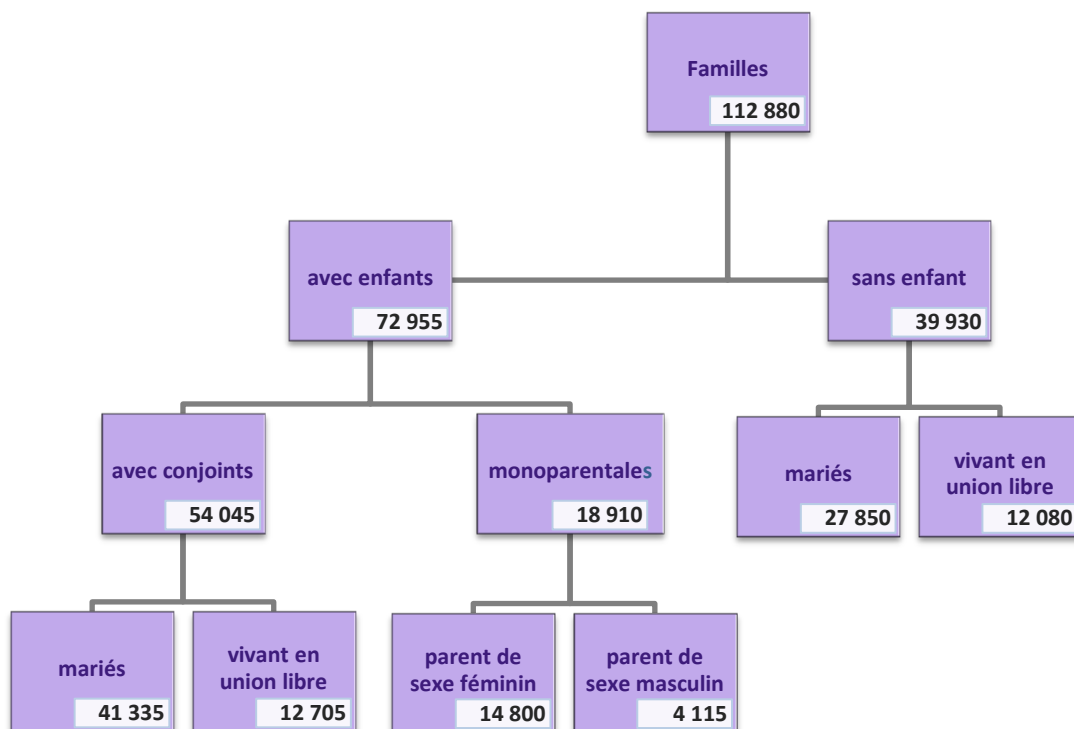 Familles
112 880
avec enfants
72 955
sans enfant
39 930
avec conjoints
54 045
monoparentales
18 910
mariés
27 850
vivant en
union libre
12 080
mariés
41 335
vivant en
union libre
12 705
parent de
sexe féminin
14 800
parent de
sexe masculin
4 115